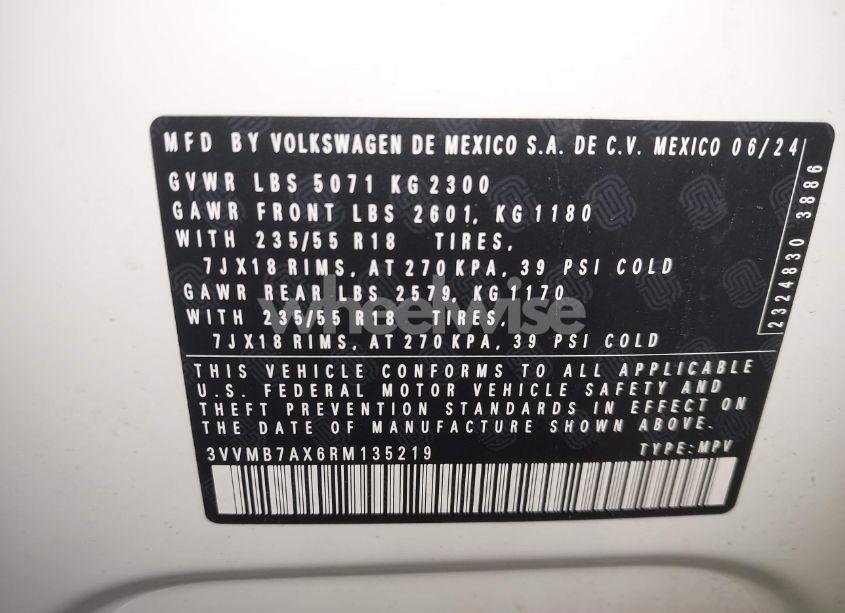 MFD BY VOLKSWAGEN DE MEXICO S.A. DE C.V. MEXICO 06/24
GVWR LBS 5071 KG 2300
GAWR FRONT LBS 2601, KG 1180
WITH 235/55 R18 TIRES,
7JX18 RIMS, AT 270 KPA, 39 PSI COLD
GAWR REAR LBS 2579, KG 1170
WITH 235/55 R18 TIRES,
7JX18 RIMS, AT 270 KPA, 39 PSI COLD
THIS VEHICLE CONFORMS TO ALL APPLICABLE
U.S. FEDERAL MOTOR VEHICLE SAFETY AND
THEFT PREVENTION STANDARDS IN EFFECT ON
THE DATE OF MANUFACTURE SHOWN ABOVE.
3VVMB7AX6RM135219 TYPE: MPV
2324830 3886
wheelwise